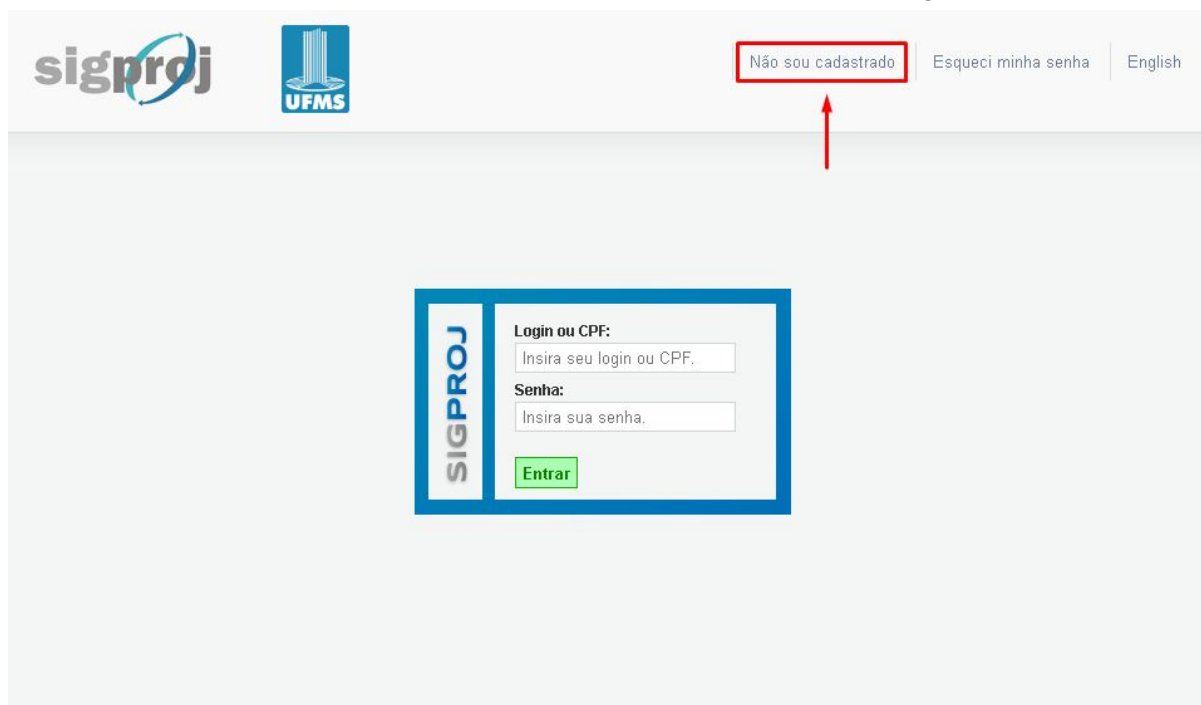 sigproj
UFMS
Não sou cadastrado
Esqueci minha senha
English
SIGPROJ
Login ou CPF:
Insira seu login ou CPF.
Senha:
Insira sua senha.
Entrar